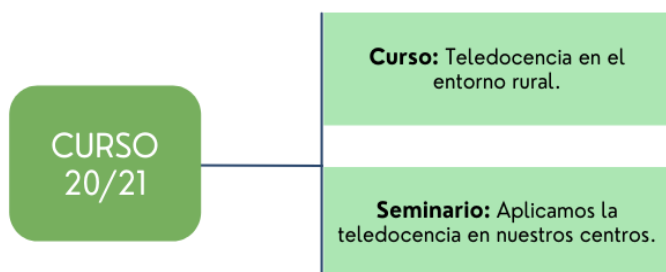 CURSO
20/21
Curso: Teledocencia en el
entorno rural.
Seminario: Aplicamos la
teledocencia en nuestros centros.